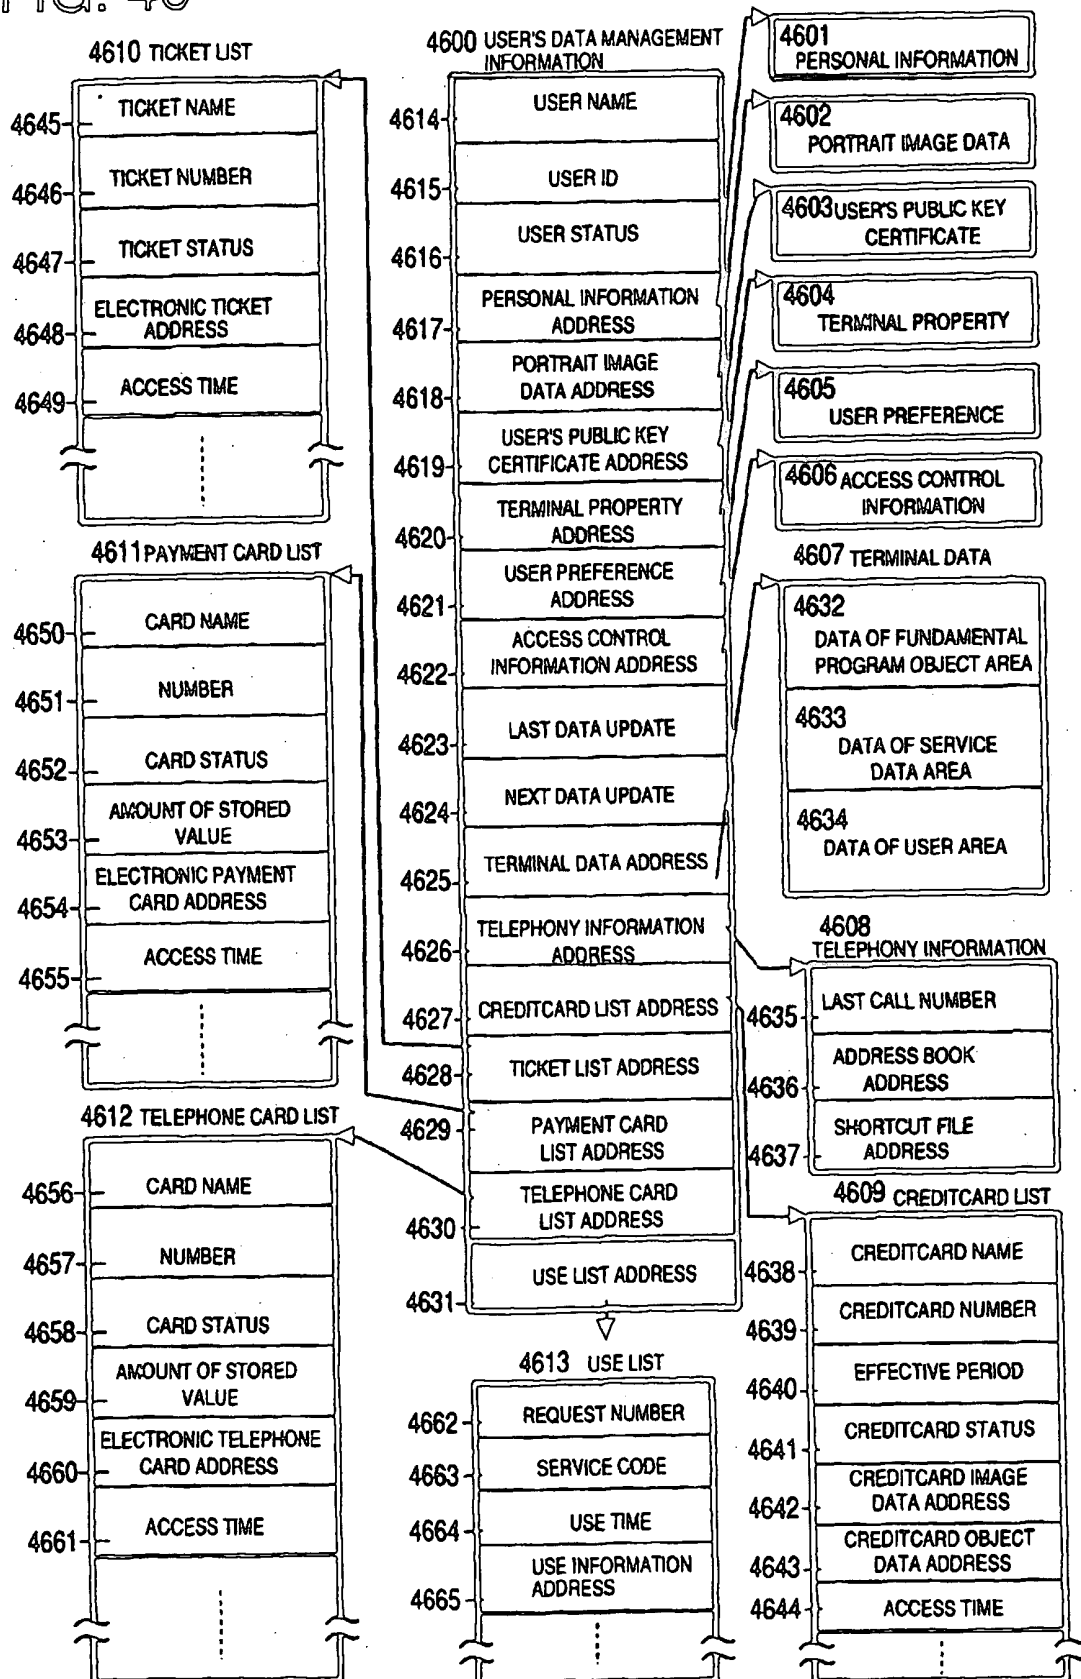 FIG. 46
4610 TICKET LIST
4645 TICKET NAME
4646 TICKET NUMBER
4647 TICKET STATUS
4648 ELECTRONIC TICKET
ADDRESS
4649 ACCESS TIME
4611 PAYMENT CARD LIST
4650 CARD NAME
4651 NUMBER
4652 CARD STATUS
4653 AMOUNT OF STORED
VALUE
4654 ELECTRONIC PAYMENT
CARD ADDRESS
4655 ACCESS TIME
4612 TELEPHONE CARD LIST
4656 CARD NAME
4657 NUMBER
4658 CARD STATUS
4659 AMOUNT OF STORED
VALUE
4660 ELECTRONIC TELEPHONE
CARD ADDRESS
4661 ACCESS TIME
4600 USER'S DATA MANAGEMENT
INFORMATION
4614 USER NAME
4615 USER ID
4616 USER STATUS
4617 PERSONAL INFORMATION
ADDRESS
4618 PORTRAIT IMAGE
DATA ADDRESS
4619 USER'S PUBLIC KEY
CERTIFICATE ADDRESS
4620 TERMINAL PROPERTY
ADDRESS
4621 USER PREFERENCE
ADDRESS
4622 ACCESS CONTROL
INFORMATION ADDRESS
4623 LAST DATA UPDATE
4624 NEXT DATA UPDATE
4625 TERMINAL DATA ADDRESS
4626 TELEPHONY INFORMATION
ADDRESS
4627 CREDITCARD LIST ADDRESS
4628 TICKET LIST ADDRESS
4629 PAYMENT CARD
LIST ADDRESS
4630 TELEPHONE CARD
LIST ADDRESS
4631 USE LIST ADDRESS
4613 USE LIST
4662 REQUEST NUMBER
4663 SERVICE CODE
4664 USE TIME
4665 USE INFORMATION
ADDRESS
4601
PERSONAL INFORMATION
4602
PORTRAIT IMAGE DATA
4603 USER'S PUBLIC KEY
CERTIFICATE
4604
TERMINAL PROPERTY
4605
USER PREFERENCE
4606 ACCESS CONTROL
INFORMATION
4607 TERMINAL DATA
4632
DATA OF FUNDAMENTAL
PROGRAM OBJECT AREA
4633
DATA OF SERVICE
DATA AREA
4634
DATA OF USER AREA
4608
TELEPHONY INFORMATION
4635 LAST CALL NUMBER
4636 ADDRESS BOOK
ADDRESS
4637 SHORTCUT FILE
ADDRESS
4609 CREDITCARD LIST
4638 CREDITCARD NAME
4639 CREDITCARD NUMBER
4640 EFFECTIVE PERIOD
4641 CREDITCARD STATUS
4642 CREDITCARD IMAGE
DATA ADDRESS
4643 CREDITCARD OBJECT
DATA ADDRESS
4644 ACCESS TIME